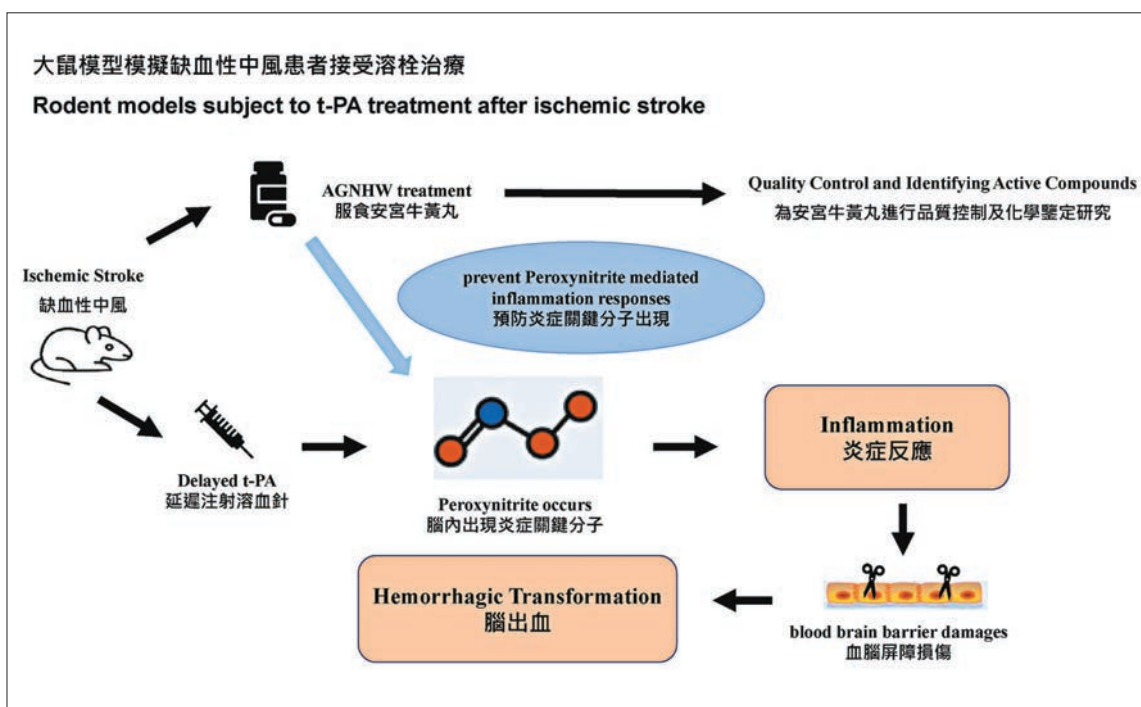 大鼠模型模擬缺血性中風患者接受溶栓治療
Rodent models subject to t-PA treatment after ischemic stroke
AGNHW treatment
服食安宮牛黃丸
Quality Control and Identifying Active Compounds
為安宮牛黃丸進行品質控制及化學鑒定研究
Ischemic Stroke
缺血性中風
prevent Peroxynitrite mediated
inflammation responses
預防炎症關鍵分子出現
Delayed t-PA
延遲注射溶血針
Peroxynitrite occurs
腦內出現炎症關鍵分子
Inflammation
炎症反應
blood brain barrier damages
血腦屏障損傷
Hemorrhagic Transformation
腦出血